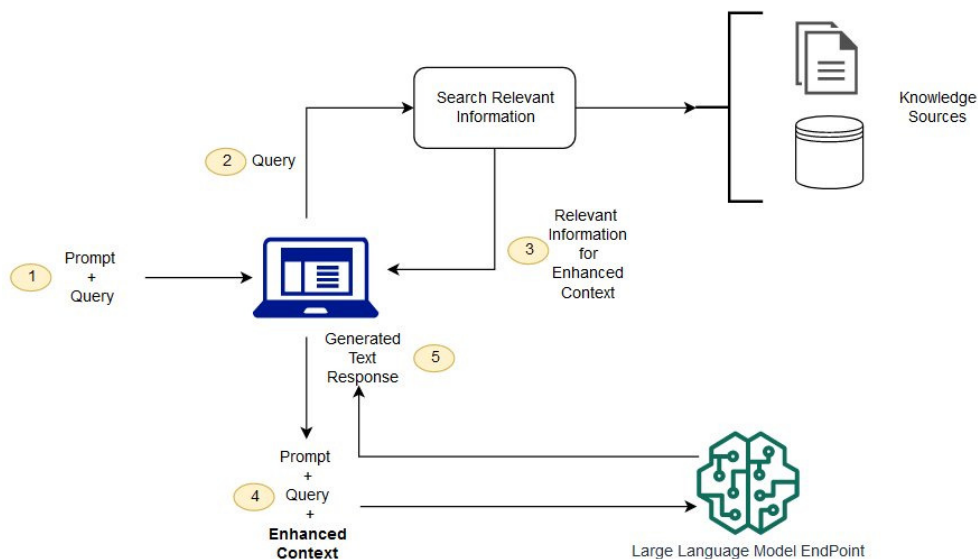 Search Relevant
Information
Knowledge
Sources
2
Query
1
Prompt
+
Query
3
Relevant
Information
for
Enhanced
Context
Generated
Text
Response
5
4
Prompt
+
Query
+
Enhanced
Context
Large Language Model EndPoint